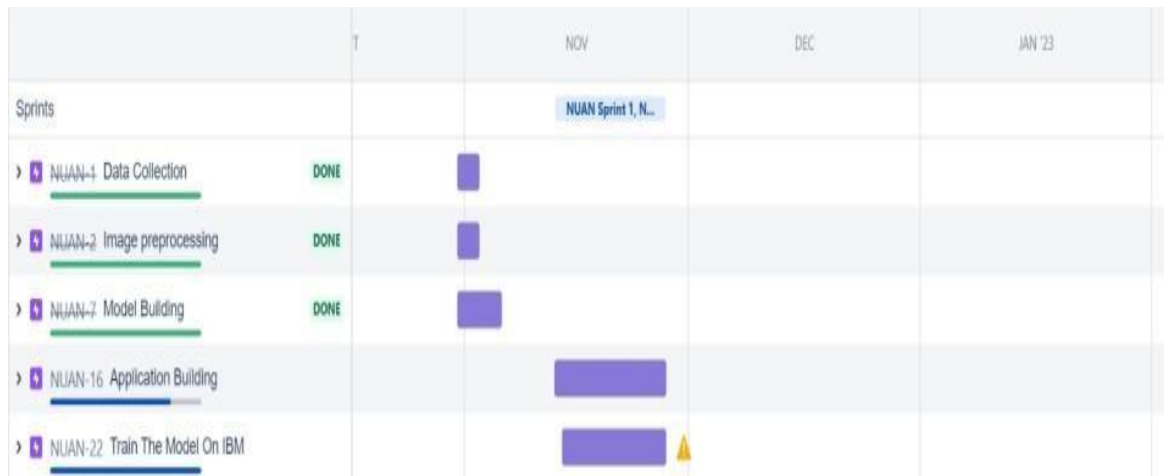 T NOV DEC JAN '23
Sprints NUAN Sprint 1, N...
NUAN-1 Data Collection DONE
NUAN-2 Image preprocessing DONE
NUAN-7 Model Building DONE
NUAN-16 Application Building
NUAN-22 Train The Model On IBM